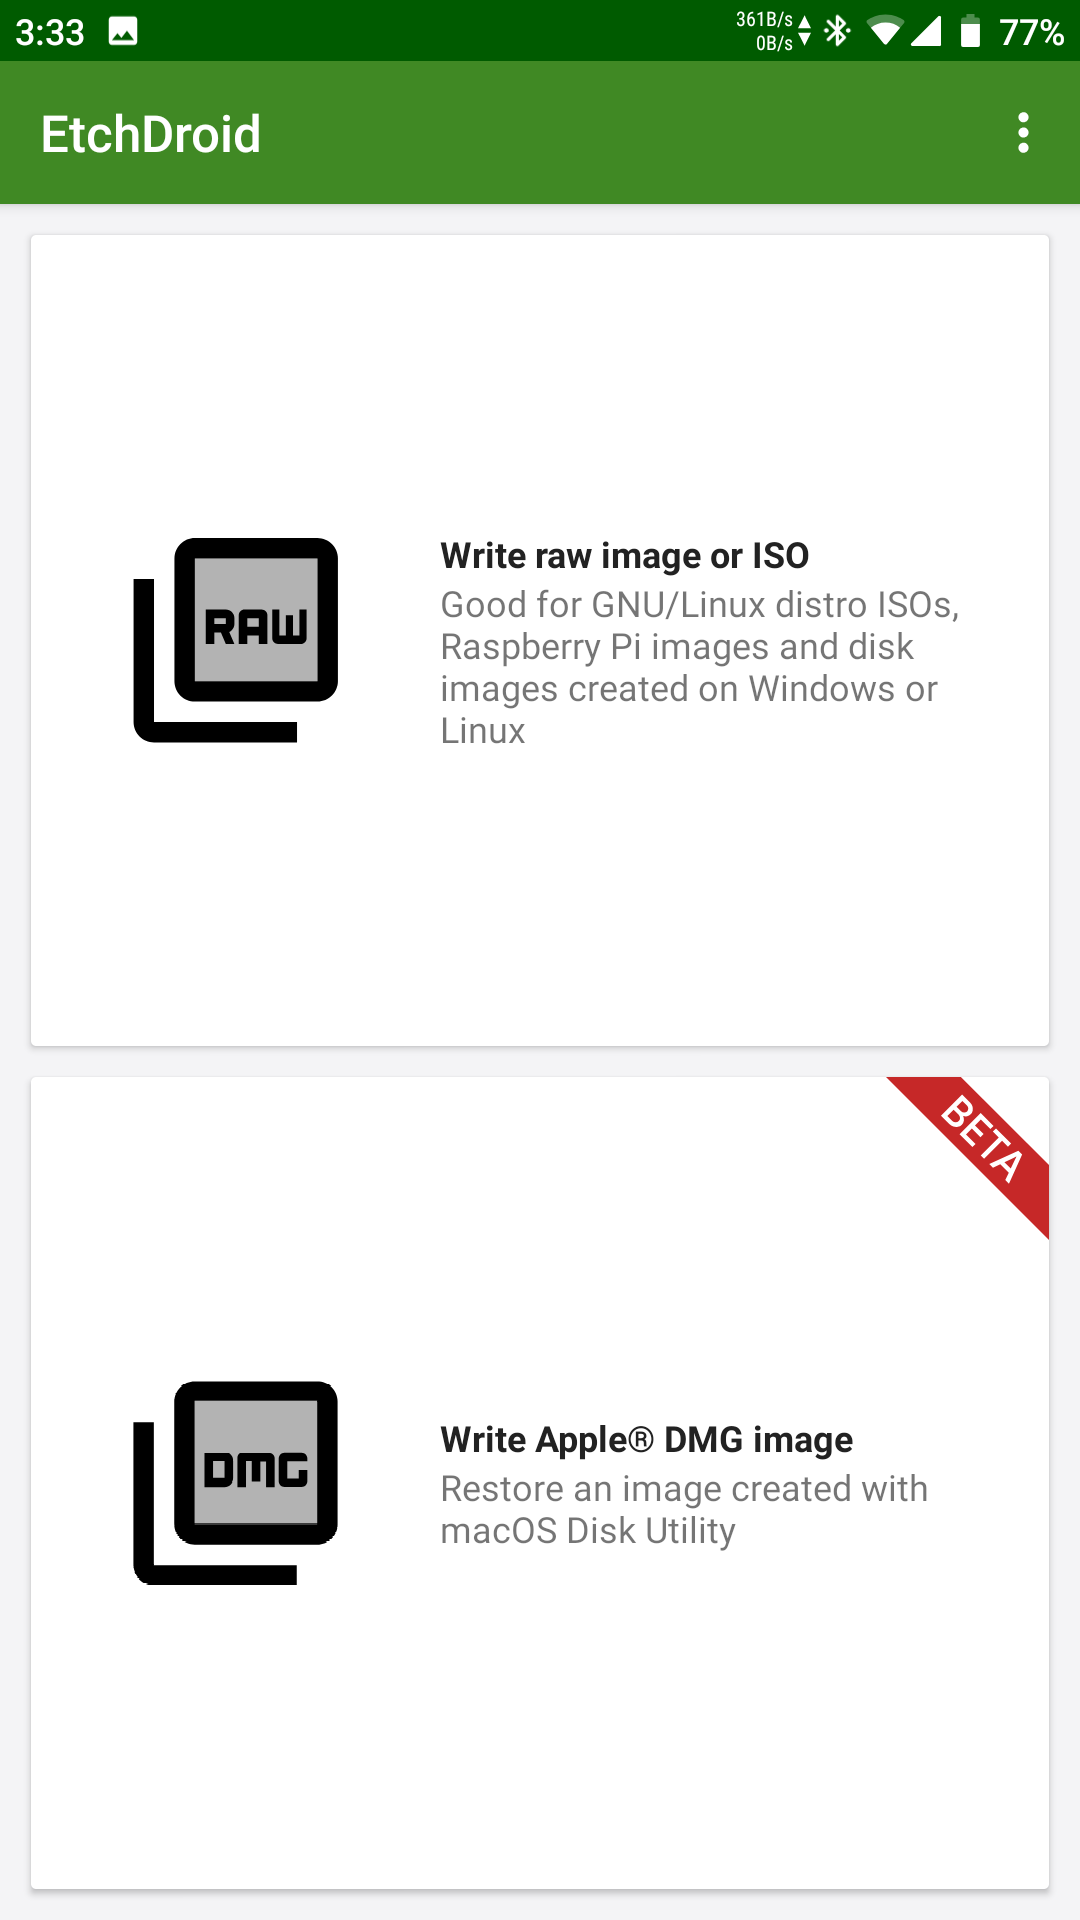 3:33
361B/s
0B/s
77%
EtchDroid
RAW
Write raw image or ISO
Good for GNU/Linux distro ISOs,
Raspberry Pi images and disk
images created on Windows or
Linux
BETA
DMG
Write Apple® DMG image
Restore an image created with
macOS Disk Utility